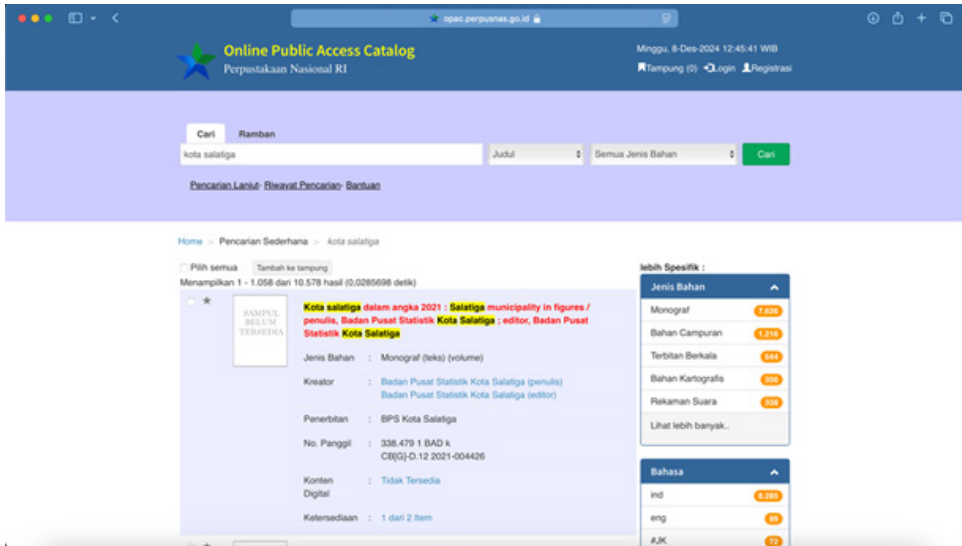 opac.perpusnas.go.id
Online Public Access Catalog
Perpustakaan Nasional RI
Minggu, 8-Des-2024 12:45:41 WIB
Tampung (0) Login Registrasi
Cari Ramban
kota salatiga Judul Semua Jenis Bahan Cari
Pencarian Lanjut- Riwayat Pencarian- Bantuan
Home > Pencarian Sederhana > kota salatiga
Pilih semua Tambah ke tampung
Menampilkan 1 - 1.058 dari 10.578 hasil (0,0285698 detik)
SAMPUL
BELUM
TERSEDIA
Kota salatiga dalam angka 2021 : Salatiga municipality in figures /
penulis, Badan Pusat Statistik Kota Salatiga ; editor, Badan Pusat
Statistik Kota Salatiga
Jenis Bahan : Monograf (teks) (volume)
Kreator : Badan Pusat Statistik Kota Salatiga (penulis)
Badan Pusat Statistik Kota Salatiga (editor)
Penerbitan : BPS Kota Salatiga
No. Panggil : 338.479 1 BAD k
CB[G]-D.12 2021-004426
Konten : Tidak Tersedia
Digital
Ketersediaan : 1 dari 2 Item
lebih Spesifik :
Jenis Bahan
Monograf 7.826
Bahan Campuran 1.216
Terbitan Berkala 544
Bahan Kartografis 356
Rekaman Suara
Lihat lebih banyak..
Bahasa
ind 8.285
eng
#JK 72